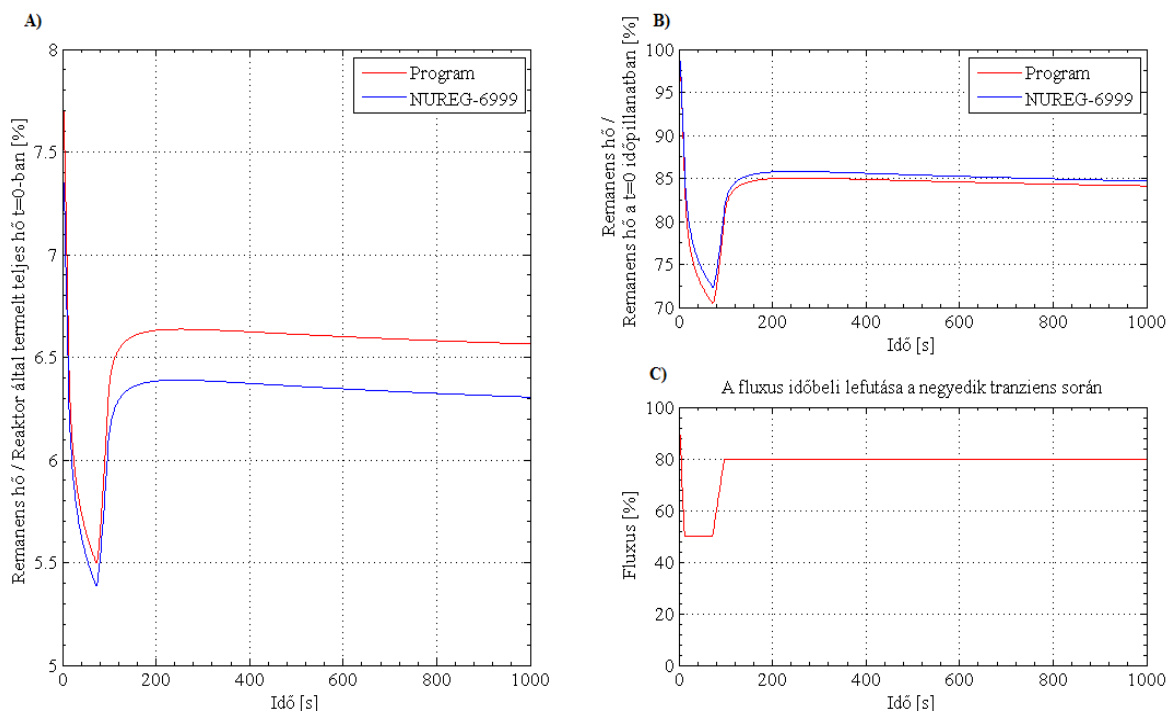 A)
8
7.5
7
6.5
6
5.5
5
0
200
400
600
800
1000
Idő [s]
Remanens hő / Reaktor által termelt teljes hő t=0-ban [%]
Program
NUREG-6999
B)
100
95
90
85
80
75
70
0
200
400
600
800
1000
Idő [s]
Remanens hő /
Remanens hő a t=0 időpillanatban [%]
Program
NUREG-6999
C)
A fluxus időbeli lefutása a negyedik tranziens során
100
80
60
40
20
0
0
200
400
600
800
1000
Idő [s]
Fluxus [%]